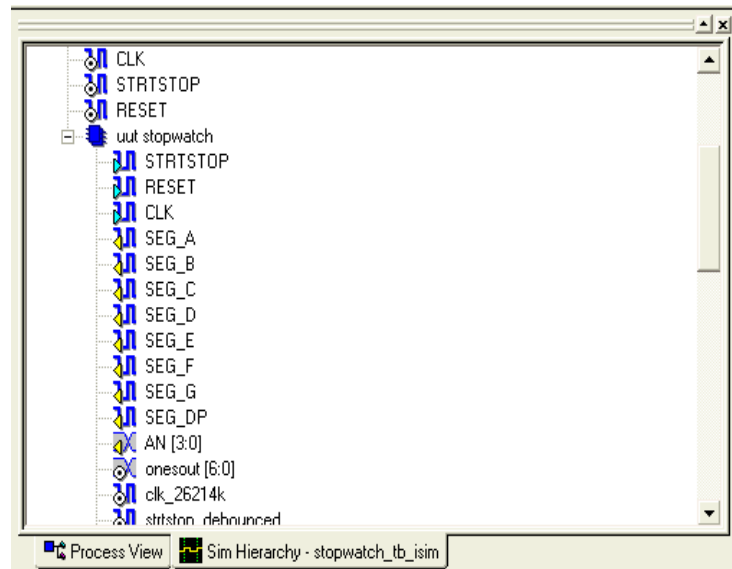 CLK
STRTSTOP
RESET
uut stopwatch
STRTSTOP
RESET
CLK
SEG_A
SEG_B
SEG_C
SEG_D
SEG_E
SEG_F
SEG_G
SEG_DP
AN [3:0]
onesout [6:0]
clk_26214k
strtstop_debounced
Process View Sim Hierarchy - stopwatch_tb_isim